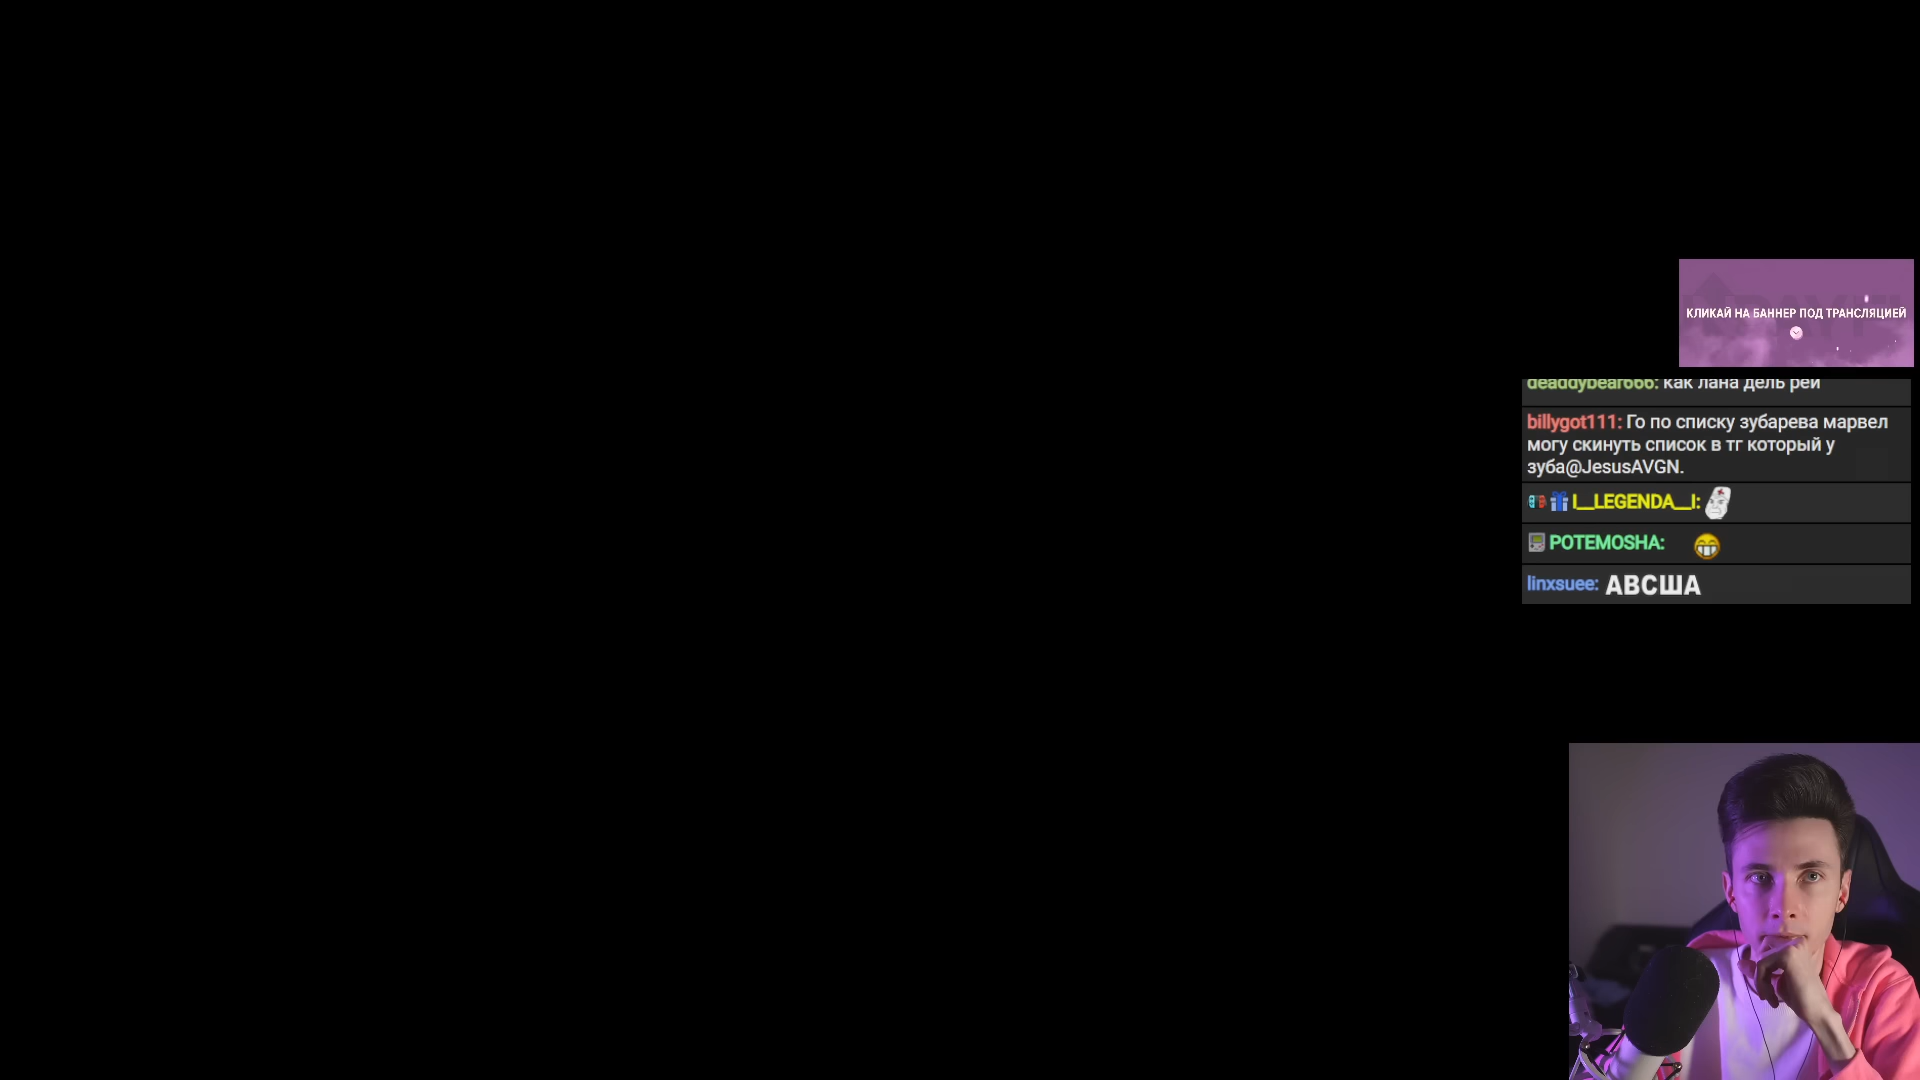 КЛИКАЙ НА БАННЕР ПОД ТРАНСЛЯЦИЕЙ
deaddybear666: как лана дель рей
billygot111: Го по списку зубарева марвел
могу скинуть список в тг который у
зуба@JesusAVGN.
I__LEGENDA__I:
POTEMOSHA:
linxsuee: АВСША